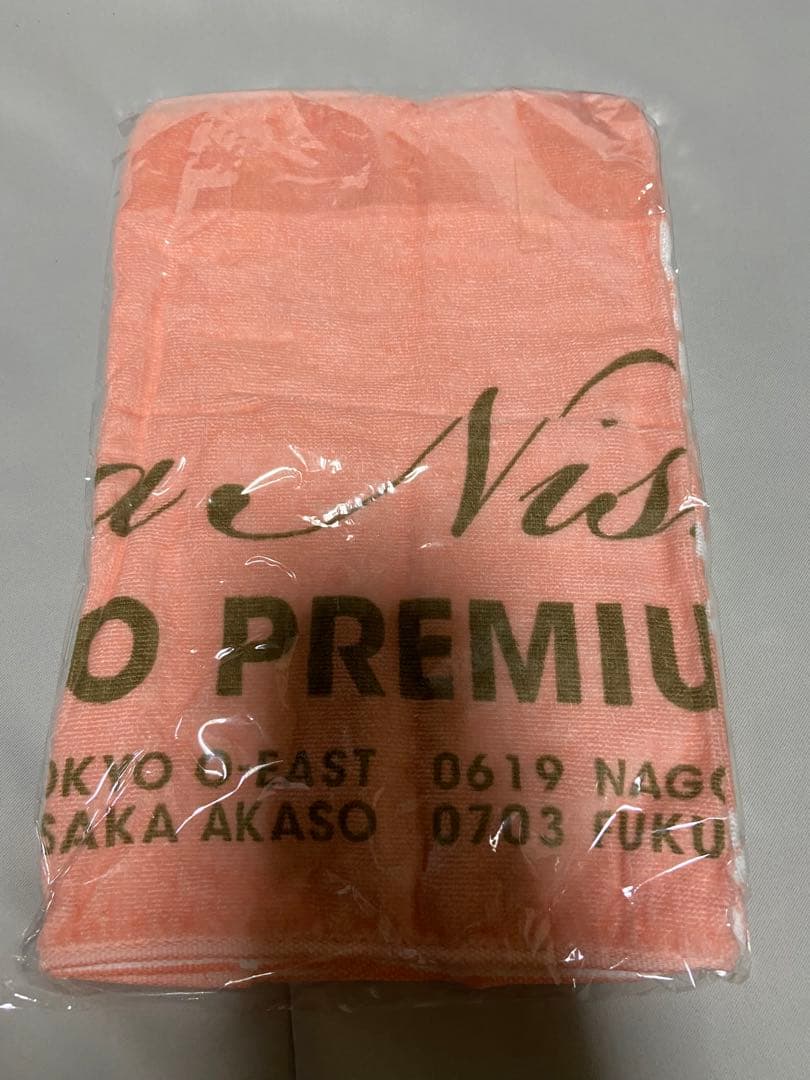 a Nis
O PREMIU
OKYO O-EAST 0619 NAGO
SAKA AKASO 0703 FUKU